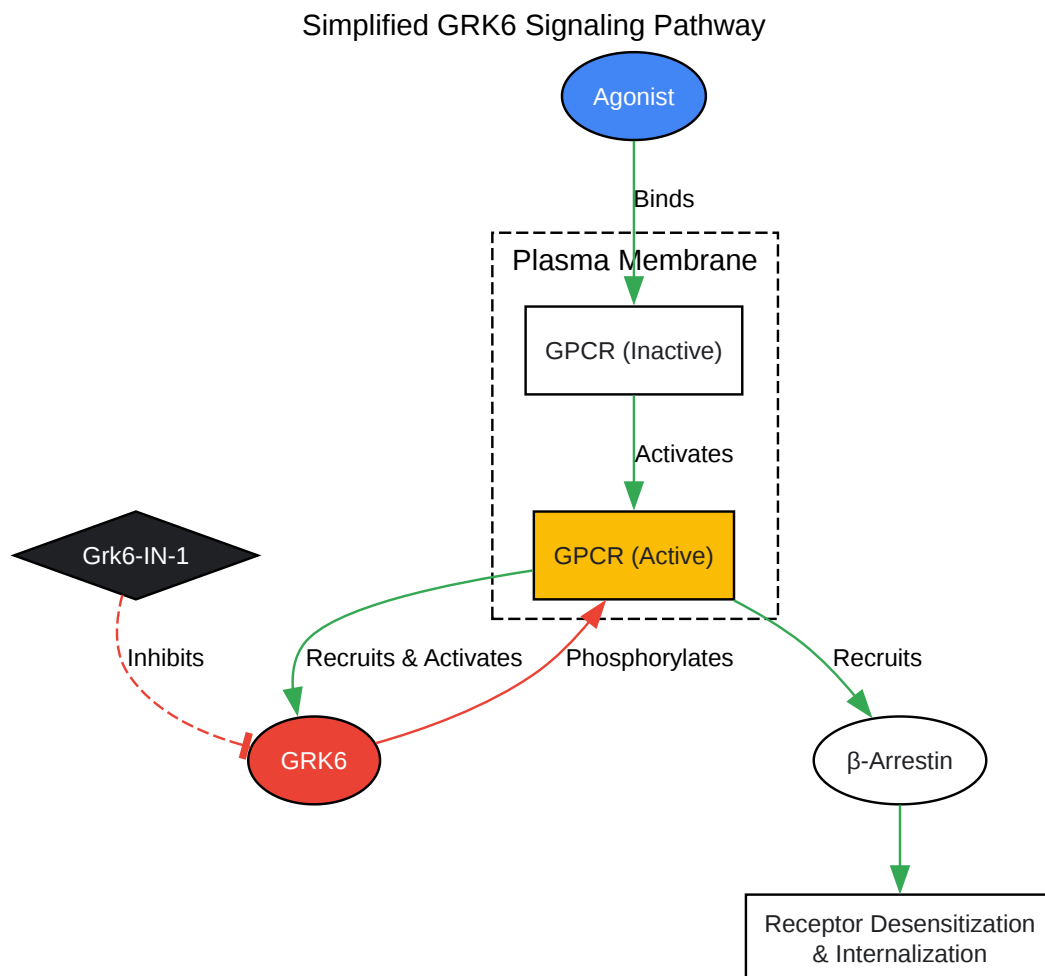 Simplified GRK6 Signaling Pathway
Agonist
Binds
Plasma Membrane
GPCR (Inactive)
Activates
GPCR (Active)
Grk6-IN-1
Inhibits
Recruits & Activates
Phosphorylates
Recruits
GRK6
β-Arrestin
Receptor Desensitization
& Internalization